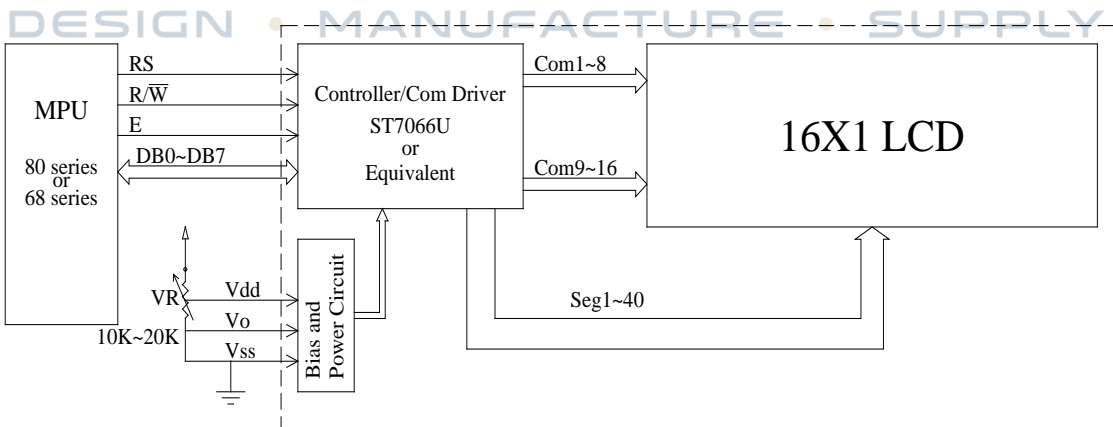 DESIGN • MANUFACTURE • SUPPLY
MPU
80 series
or
68 series
RS
R/W̅
E
DB0~DB7
Controller/Com Driver
ST7066U
or
Equivalent
Com1~8
Com9~16
16X1 LCD
VR
10K~20K
Vdd
Vo
Vss
Bias and
Power Circuit
Seg1~40